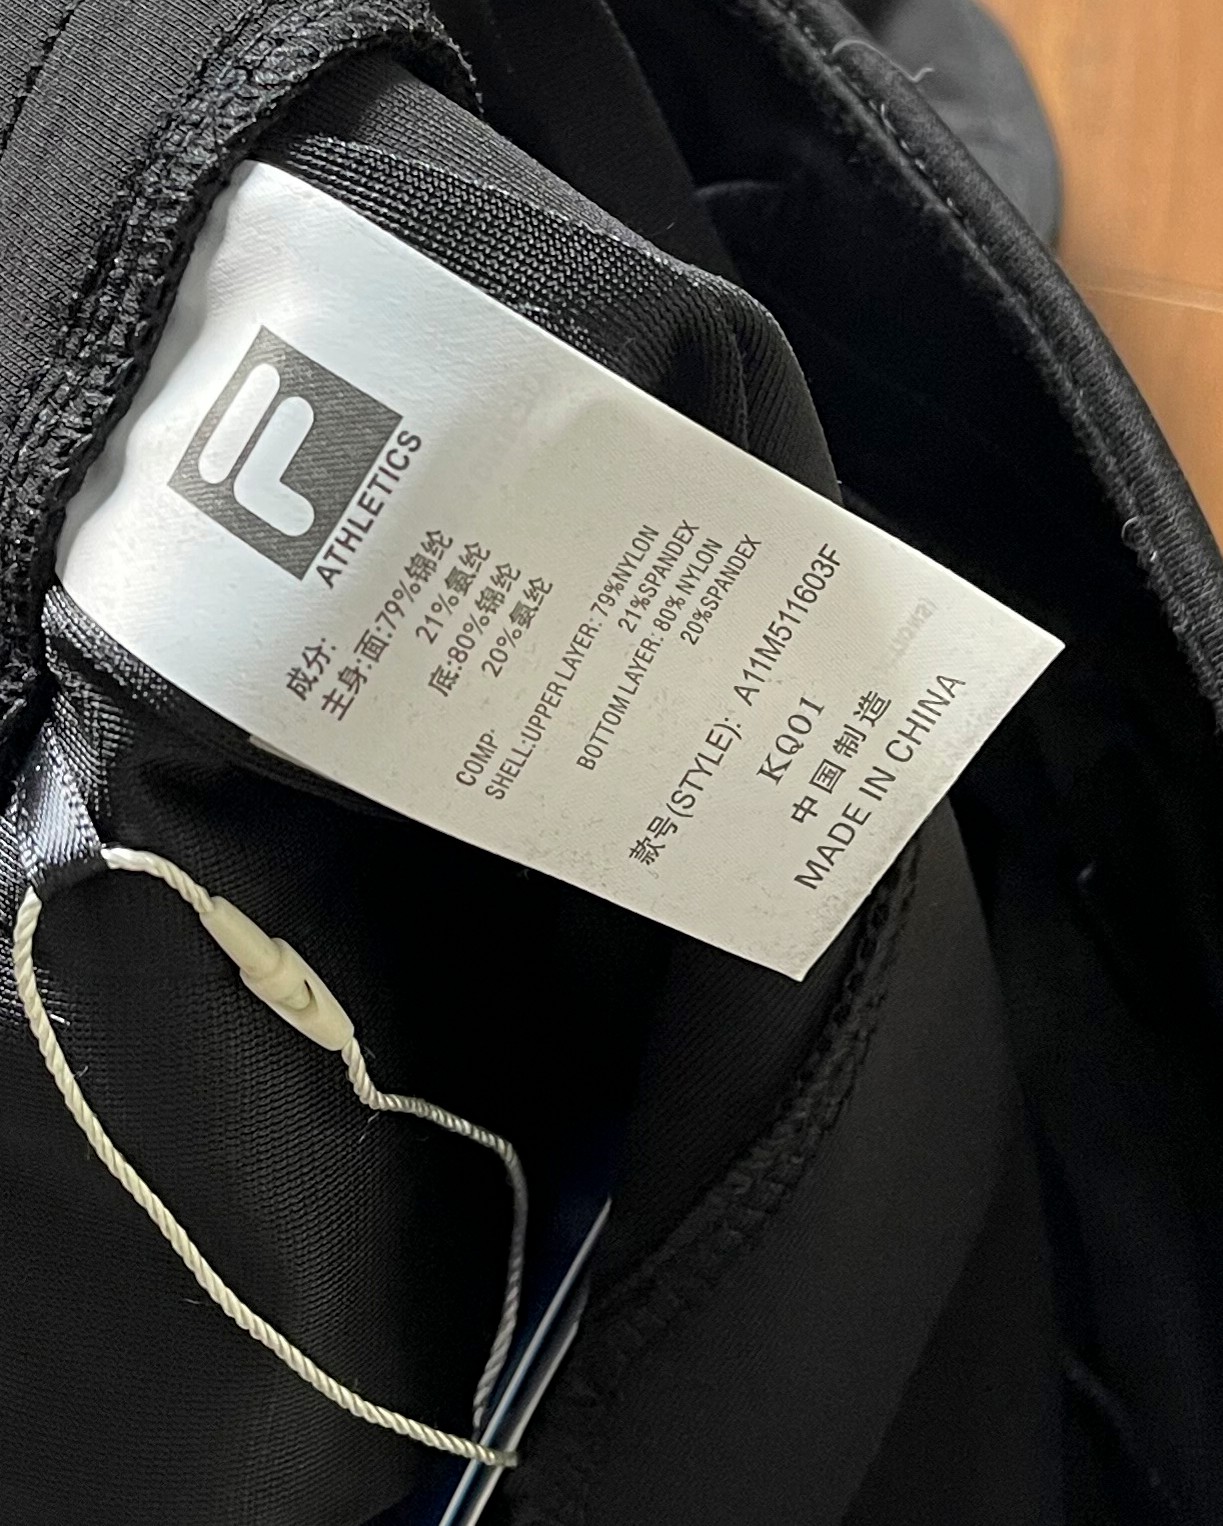 F
ATHLETICS
成分:
主身:面:79%锦纶
21%氨纶
底:80%锦纶
20%氨纶
COMP:
SHELL:UPPER LAYER: 79%NYLON
21%SPANDEX
BOTTOM LAYER: 80% NYLON
20%SPANDEX
款号(STYLE): A11M511603F
KQ01
中国制造
MADE IN CHINA